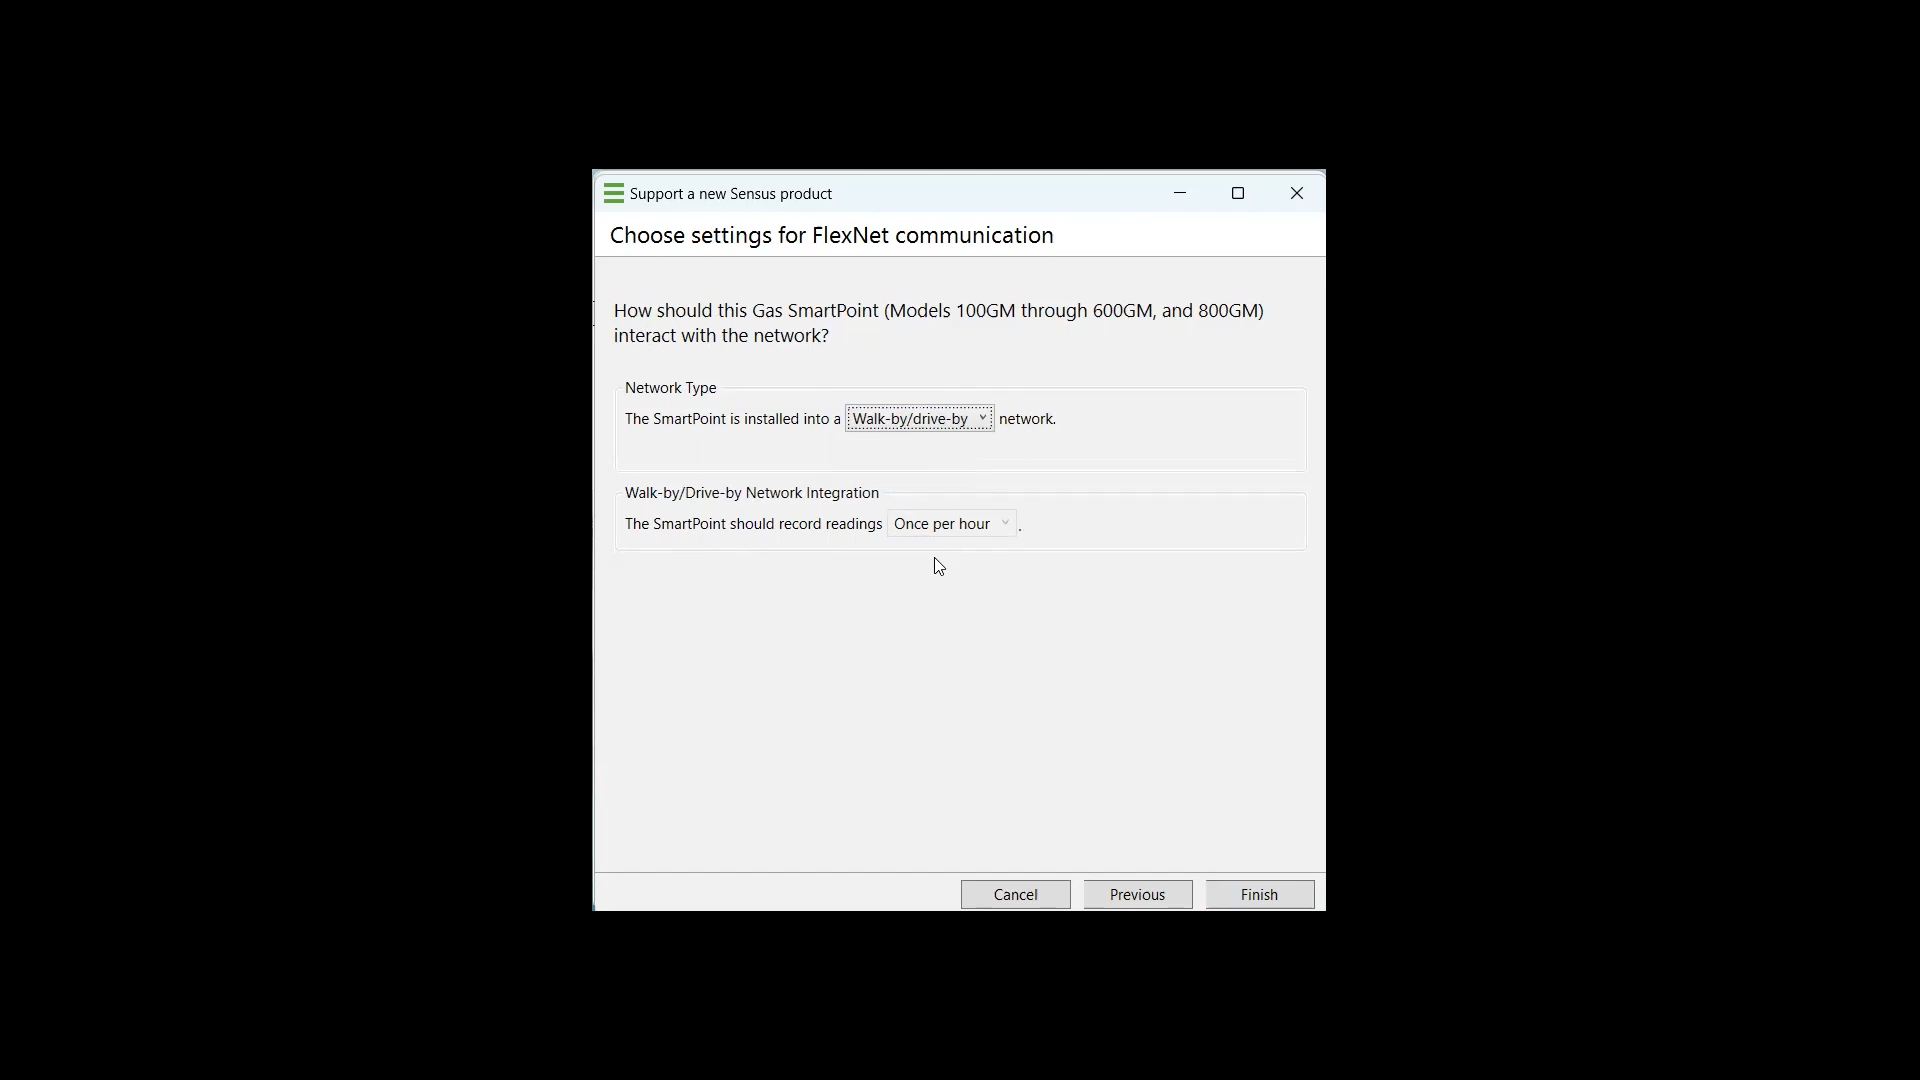 Support a new Sensus product
Choose settings for FlexNet communication
How should this Gas SmartPoint (Models 100GM through 600GM, and 800GM)
interact with the network?
Network Type
The SmartPoint is installed into a Walk-by/drive-by network.
Walk-by/Drive-by Network Integration
The SmartPoint should record readings Once per hour .
Cancel Previous Finish